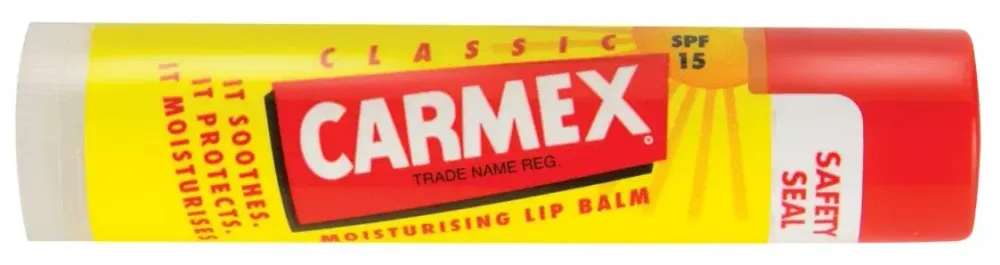 CLASSIC
SPF
15
CARMEX
TRADE NAME REG.
MOISTURISING LIP BALM
IT SOOTHES.
IT PROTECTS.
IT MOISTURISES
SAFETY
SEAL